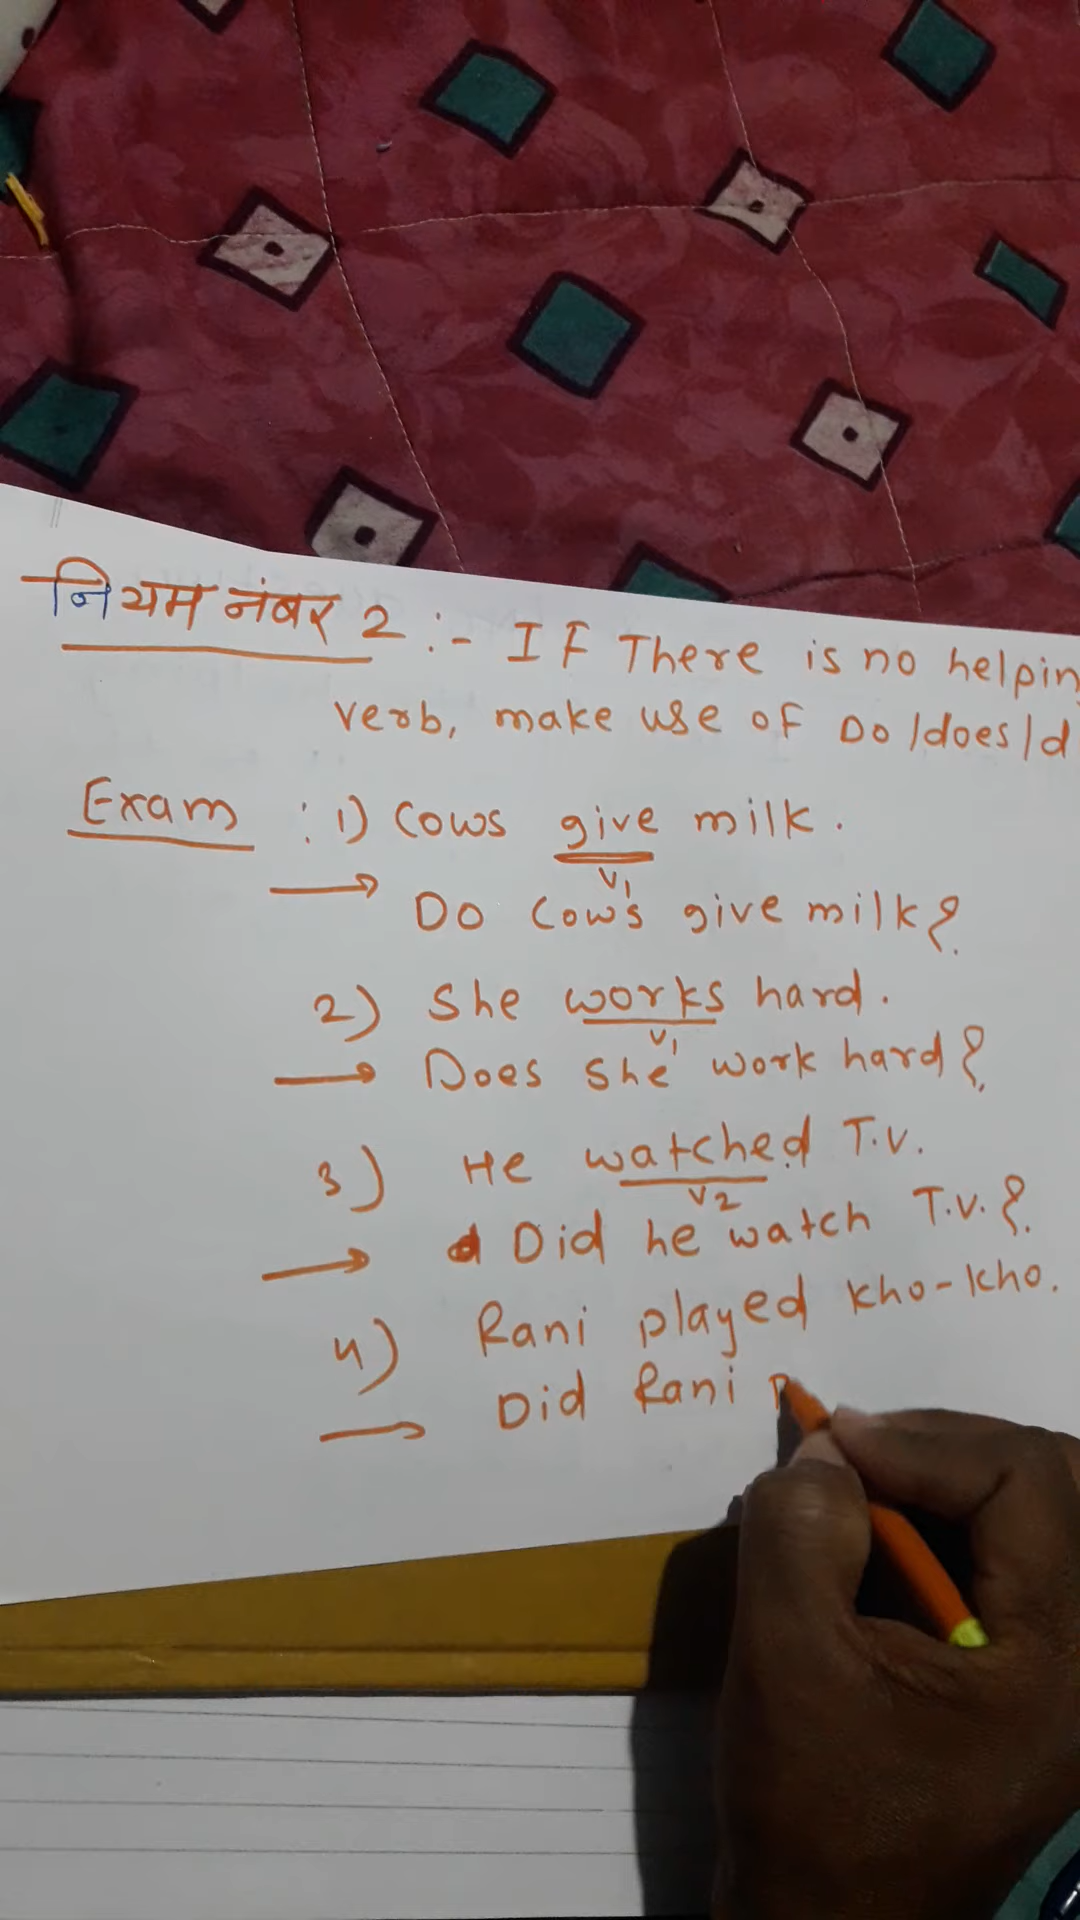 नियम नंबर 2 :- IF There is no helpin
verb, make use of Do/does/d
Exam : 1) Cows give milk.
V1
→ Do Cows give milk?
2) She works hard.
V1
→ Does she work hard?
3) He watched T.V.
V2
→ d Did he watch T.V.?
4) Rani played kho-kho.
→ Did Rani p